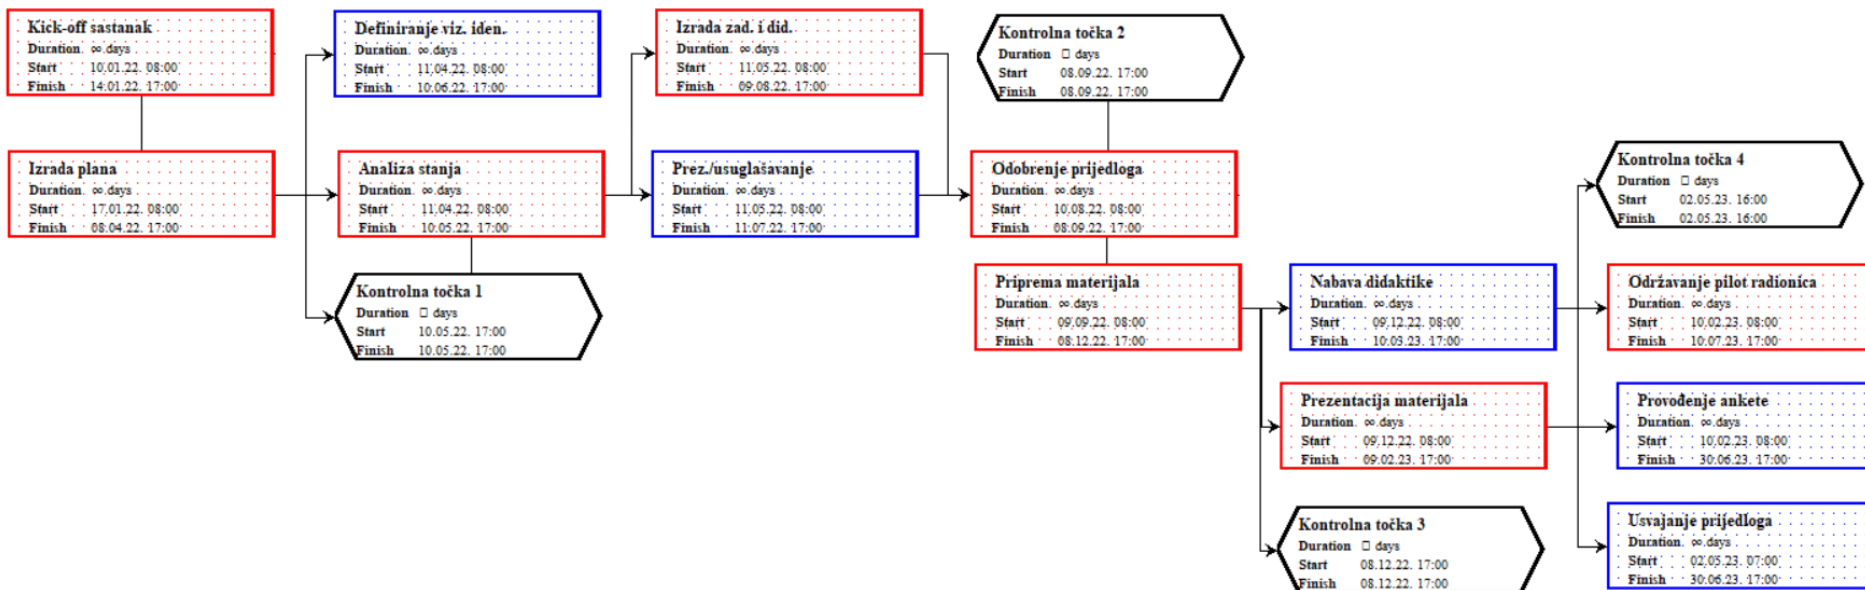 Kick-off sastanak
Duration ∞ days
Start 10.01.22. 08:00
Finish 14.01.22. 17:00
Izrada plana
Duration ∞ days
Start 17.01.22. 08:00
Finish 08.04.22. 17:00
Definiranje viz. iden.
Duration ∞ days
Start 11.04.22. 08:00
Finish 10.06.22. 17:00
Analiza stanja
Duration ∞ days
Start 11.04.22. 08:00
Finish 10.05.22. 17:00
Kontrolna točka 1
Duration □ days
Start 10.05.22. 17:00
Finish 10.05.22. 17:00
Izrada zad. i did.
Duration ∞ days
Start 11.05.22. 08:00
Finish 09.08.22. 17:00
Prez./usuglašavanje
Duration ∞ days
Start 11.05.22. 08:00
Finish 11.07.22. 17:00
Kontrolna točka 2
Duration □ days
Start 08.09.22. 17:00
Finish 08.09.22. 17:00
Odobrenje prijedloga
Duration ∞ days
Start 10.08.22. 08:00
Finish 08.09.22. 17:00
Priprema materijala
Duration ∞ days
Start 09.09.22. 08:00
Finish 08.12.22. 17:00
Nabava didaktike
Duration ∞ days
Start 09.12.22. 08:00
Finish 10.03.23. 17:00
Prezentacija materijala
Duration ∞ days
Start 09.12.22. 08:00
Finish 09.02.23. 17:00
Kontrolna točka 3
Duration □ days
Start 08.12.22. 17:00
Finish 08.12.22. 17:00
Kontrolna točka 4
Duration □ days
Start 02.05.23. 16:00
Finish 02.05.23. 16:00
Održavanje pilot radionica
Duration ∞ days
Start 10.02.23. 08:00
Finish 10.07.23. 17:00
Provođenje ankete
Duration ∞ days
Start 10.02.23. 08:00
Finish 30.06.23. 17:00
Usvajanje prijedloga
Duration ∞ days
Start 02.05.23. 07:00
Finish 30.06.23. 17:00